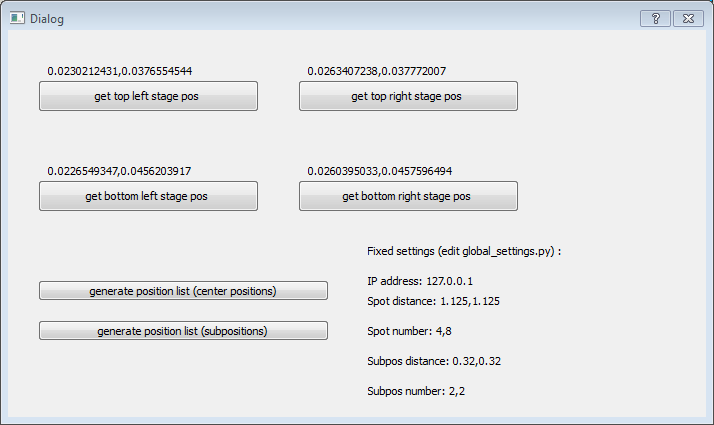 Dialog
0.0230212431,0.0376554544
0.0263407238,0.037772007
get top left stage pos
get top right stage pos
0.0226549347,0.0456203917
0.0260395033,0.0457596494
get bottom left stage pos
get bottom right stage pos
Fixed settings (edit global_settings.py) :
IP address: 127.0.0.1
generate position list (center positions)
Spot distance: 1.125,1.125
generate position list (subpositions)
Spot number: 4,8
Subpos distance: 0.32,0.32
Subpos number: 2,2